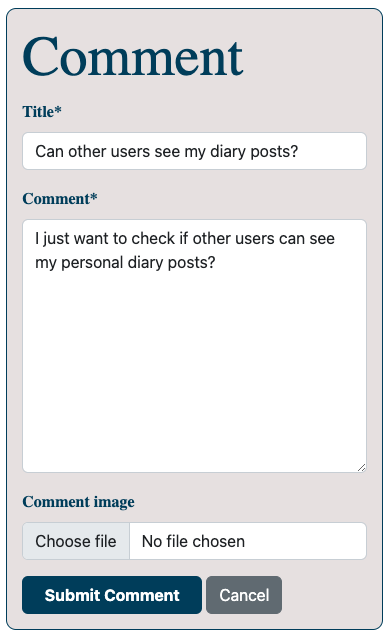 Comment
Title*
Can other users see my diary posts?
Comment*
I just want to check if other users can see
my personal diary posts?
Comment image
Choose file No file chosen
Submit Comment Cancel